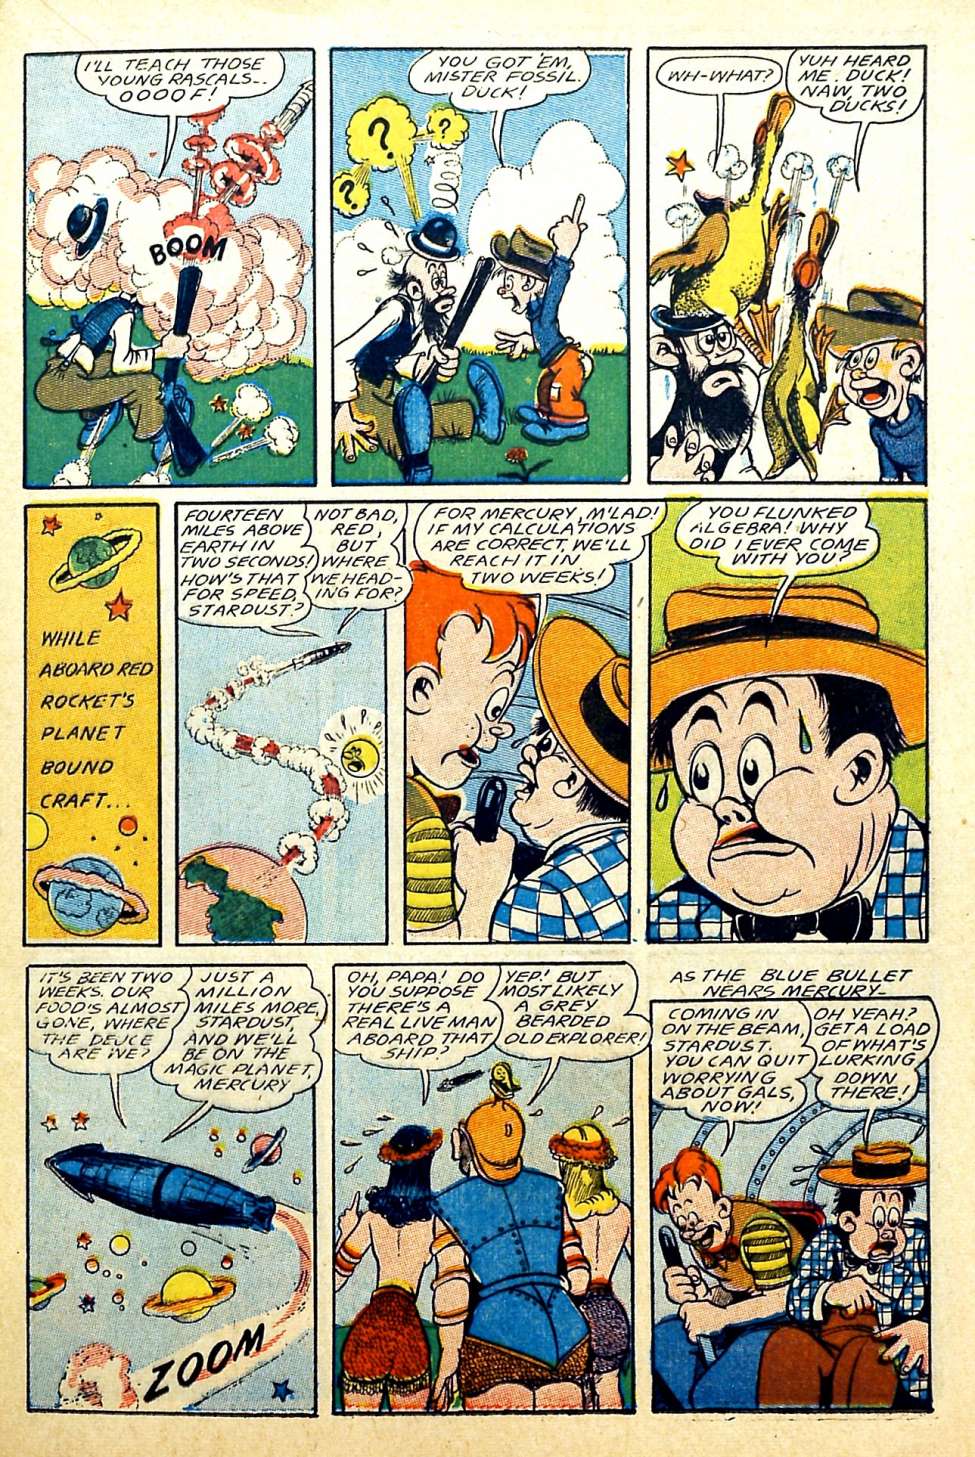 I'LL TEACH THOSE
YOUNG RASCALS--
OOOOF!
BOOM
YOU GOT 'EM,
MISTER FOSSIL.
DUCK!
?
?
?
WH-WHAT?
YUH HEARD
ME. DUCK!
NAW, TWO
DUCKS!
WHILE
ABOARD RED
ROCKET'S
PLANET
BOUND
CRAFT...
FOURTEEN
MILES ABOVE
EARTH IN
TWO SECONDS!
HOW'S THAT
FOR SPEED,
STARDUST?
NOT BAD,
RED,
BUT
WHERE
WE HEAD-
ING FOR?
FOR MERCURY, M'LAD!
IF MY CALCULATIONS
ARE CORRECT, WE'LL
REACH IT IN
TWO WEEKS!
YOU FLUNKED
ALGEBRA! WHY
DID I EVER COME
WITH YOU?
IT'S BEEN TWO
WEEKS. OUR
FOOD'S ALMOST
GONE, WHERE
THE DEUCE
ARE WE?
JUST A
MILLION
MILES MORE,
STARDUST,
AND WE'LL
BE ON THE
MAGIC PLANET,
MERCURY
ZOOM
OH, PAPA! DO
YOU SUPPOSE
THERE'S A
REAL LIVE MAN
ABOARD THAT
SHIP?
YEP! BUT
MOST LIKELY
A GREY
BEARDED
OLD EXPLORER!
AS THE BLUE BULLET
NEARS MERCURY-
COMING IN
ON THE BEAM,
STARDUST.
YOU CAN QUIT
WORRYING
ABOUT GALS,
NOW!
OH YEAH?
GET A LOAD
OF WHAT'S
LURKING
DOWN
THERE!